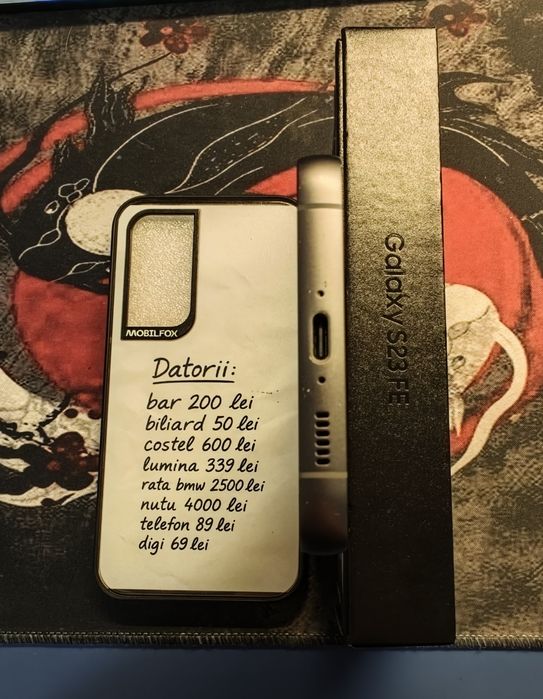 MOBILFOX
Datorii:
bar 200 lei
biliard 50 lei
costel 600 lei
lumina 339 lei
rata bmw 2500 lei
nutu 4000 lei
telefon 89 lei
digi 69 lei
Galaxy S23 FE